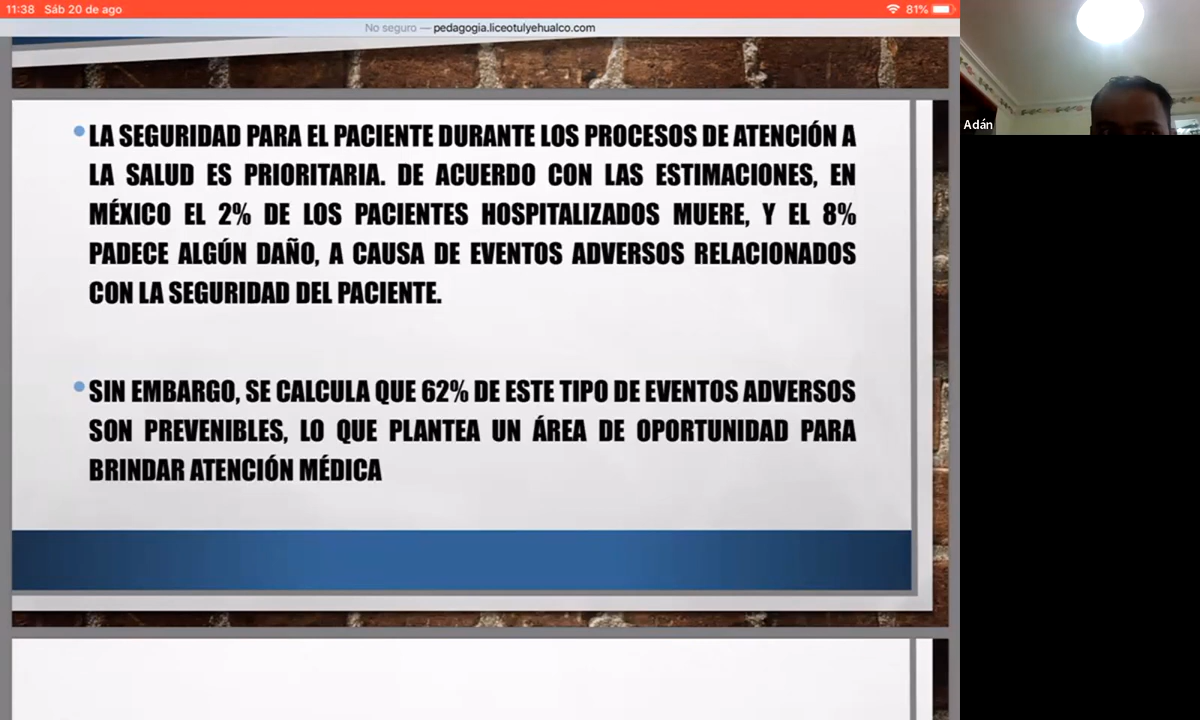 11:38 Sáb 20 de ago 81%
No seguro — pedagogia.liceotulyehualco.com
Adán
LA SEGURIDAD PARA EL PACIENTE DURANTE LOS PROCESOS DE ATENCIÓN A
LA SALUD ES PRIORITARIA. DE ACUERDO CON LAS ESTIMACIONES, EN
MÉXICO EL 2% DE LOS PACIENTES HOSPITALIZADOS MUERE, Y EL 8%
PADECE ALGÚN DAÑO, A CAUSA DE EVENTOS ADVERSOS RELACIONADOS
CON LA SEGURIDAD DEL PACIENTE.
SIN EMBARGO, SE CALCULA QUE 62% DE ESTE TIPO DE EVENTOS ADVERSOS
SON PREVENIBLES, LO QUE PLANTEA UN ÁREA DE OPORTUNIDAD PARA
BRINDAR ATENCIÓN MÉDICA